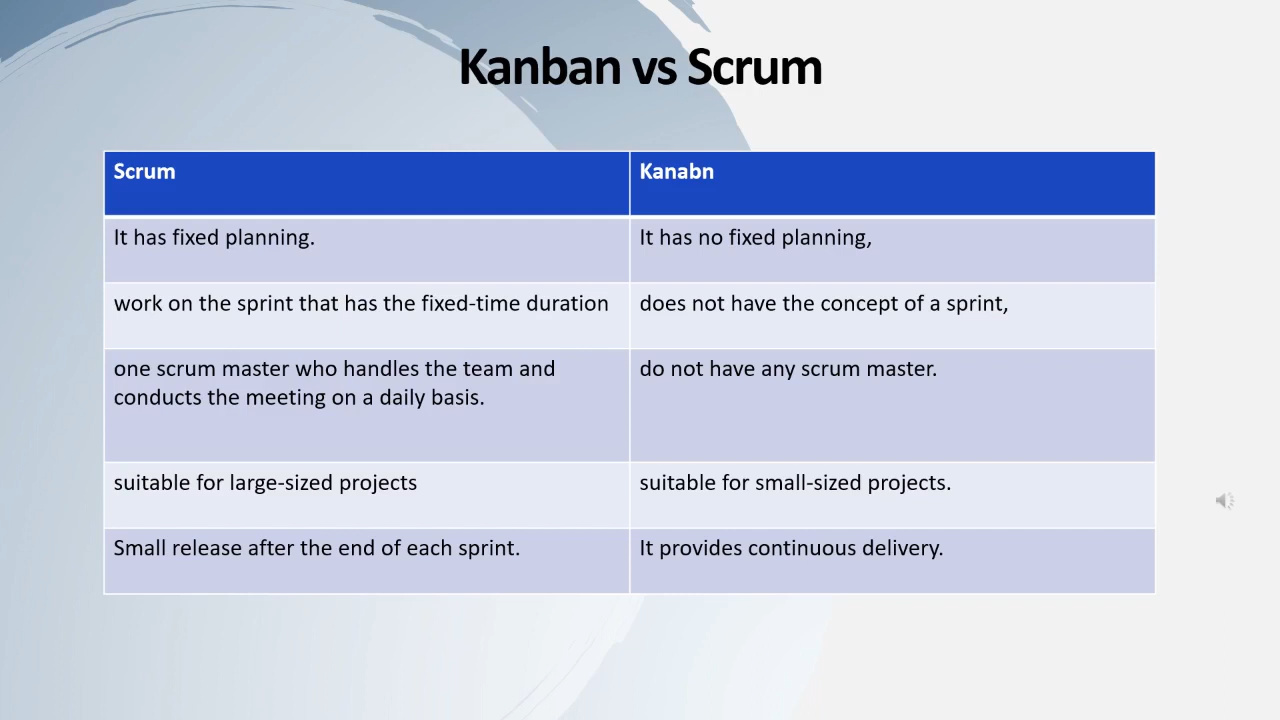 Kanban vs Scrum
Scrum
Kanabn
It has fixed planning.
It has no fixed planning,
work on the sprint that has the fixed-time duration
does not have the concept of a sprint,
one scrum master who handles the team and
conducts the meeting on a daily basis.
do not have any scrum master.
suitable for large-sized projects
suitable for small-sized projects.
Small release after the end of each sprint.
It provides continuous delivery.